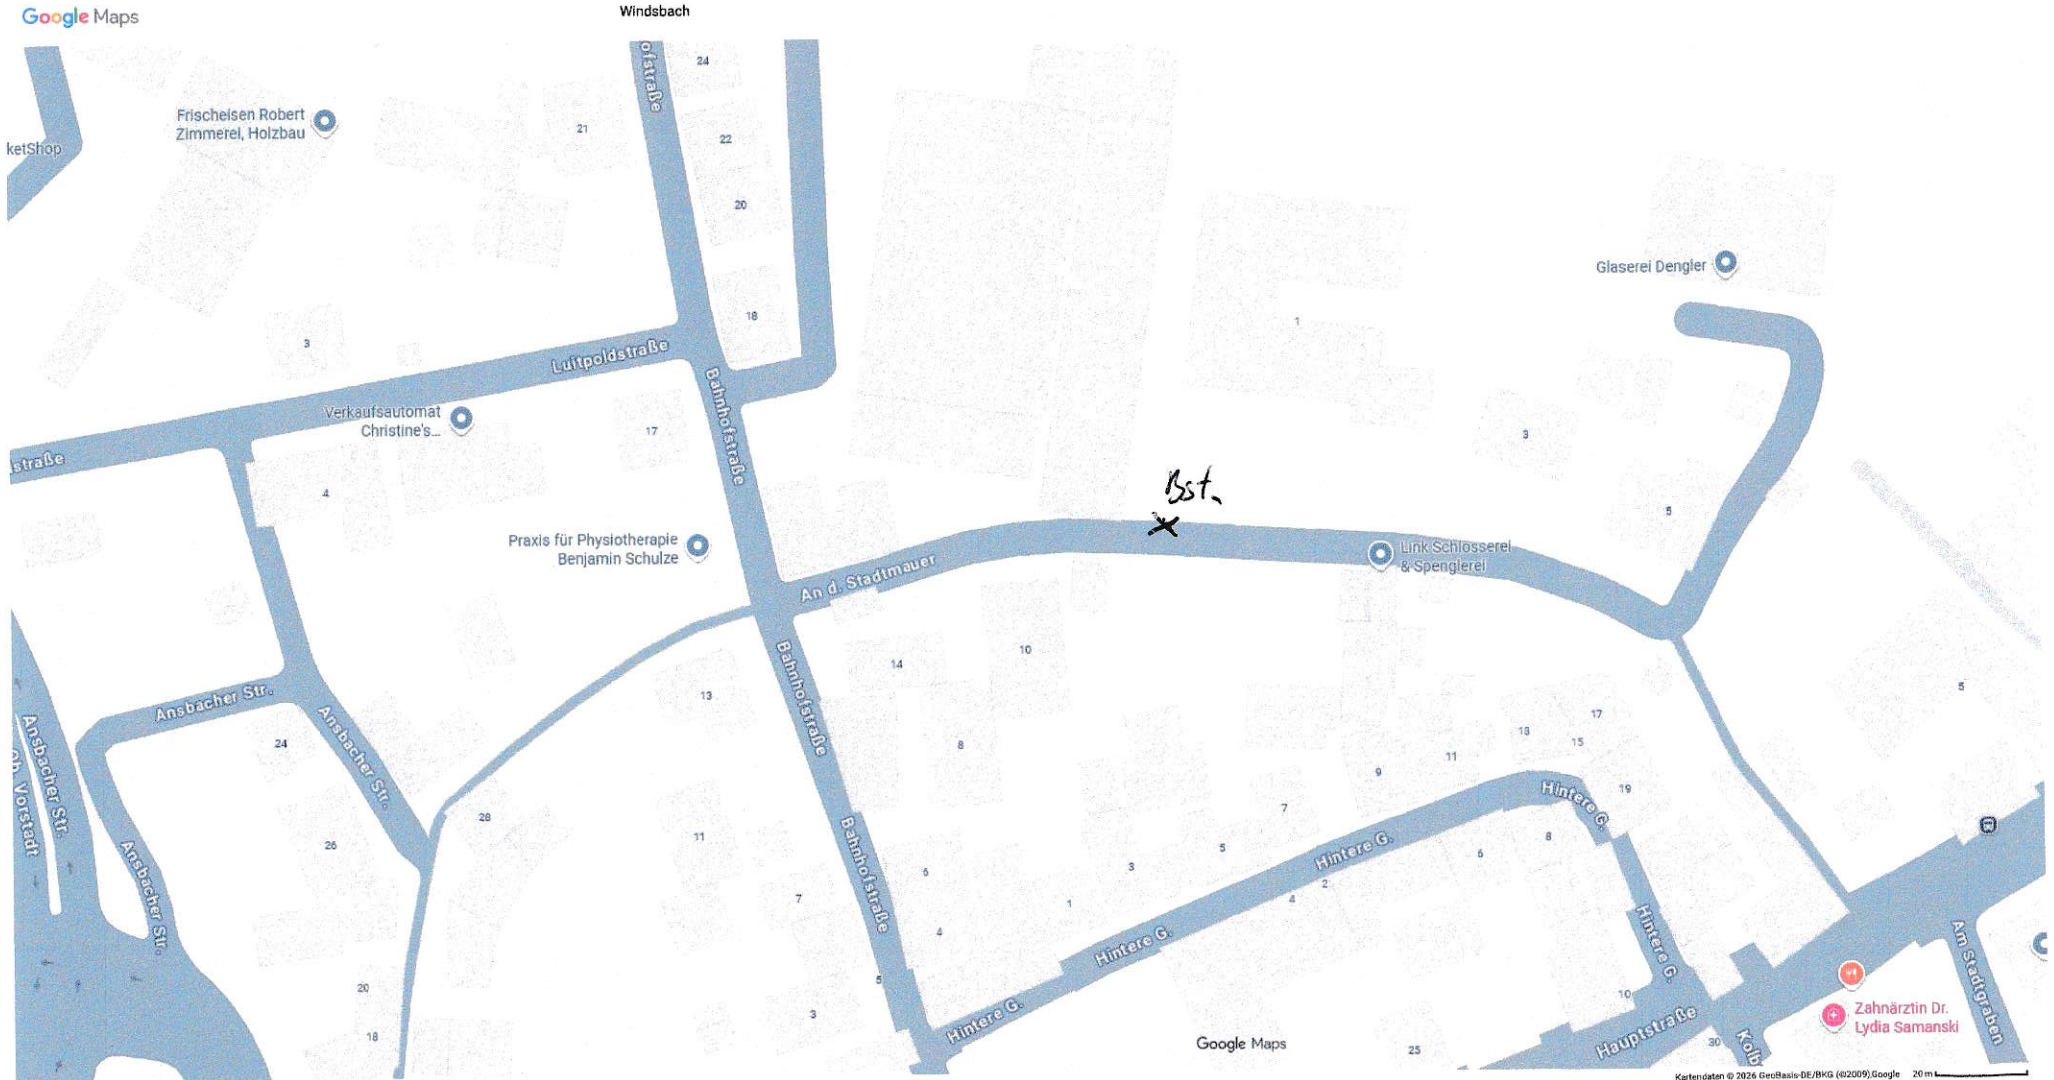 Google Maps
Windsbach
ofstraße
24
Frischeisen Robert
Zimmerei, Holzbau
21
22
ketShop
20
Glaserei Dengler
18
1
3
Luitpoldstraße
Bahnhofstraße
Verkaufsautomat
Christine's...
17
3
straße
4
Bst.
5
Praxis für Physiotherapie
Benjamin Schulze
An d. Stadtmauer
Link Schlosserei
& Spenglerei
14
10
13
Bahnhofstraße
5
Ansbacher Str.
Ansbacher Str.
24
8
17
13
15
11
9
Ansbacher Str.
Ob. Vorstadt
Hintere G.
19
28
7
26
11
Bahnhofstraße
5
Hintere G.
8
6
Ansbacher Str.
6
3
2
4
7
1
4
Hintere G.
Hintere G.
Am Stadtgraben
5
20
10
3
Hintere G.
18
Zahnärztin Dr.
Lydia Samanski
Hauptstraße
Google Maps
25
30
Kolb
Kartendaten © 2026 GeoBasis-DE/BKG (©2009),Google 20 m